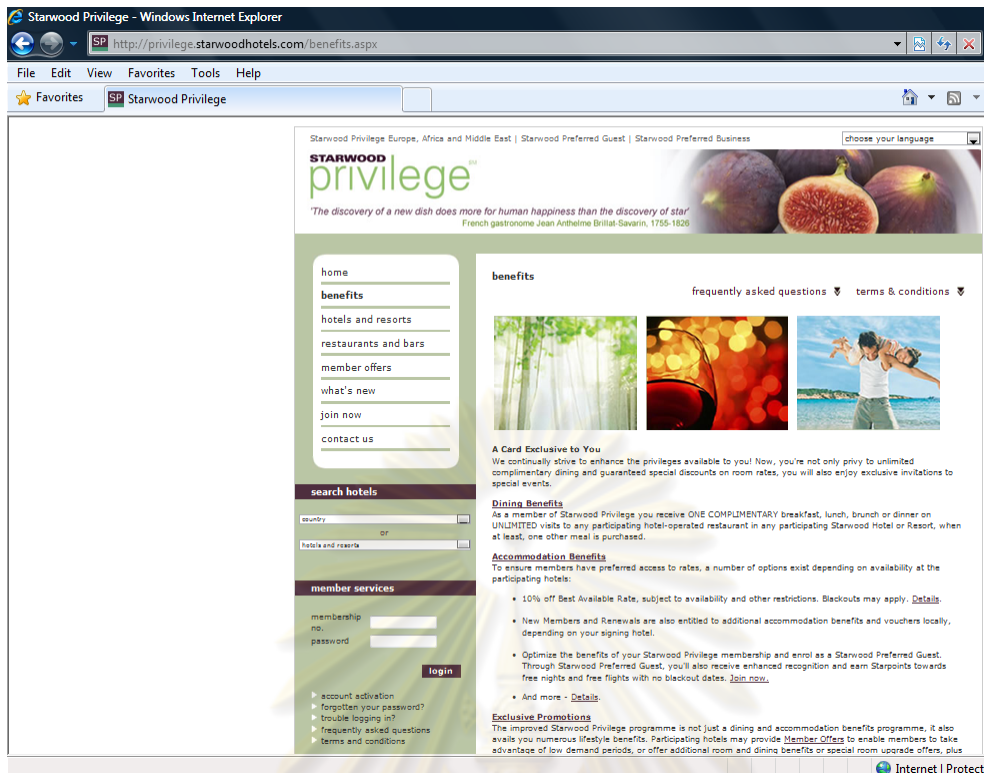 Starwood Privilege - Windows Internet Explorer
SP http://privilege.starwoodhotels.com/benefits.aspx
File Edit View Favorites Tools Help
Favorites SP Starwood Privilege
Starwood Privilege Europe, Africa and Middle East | Starwood Preferred Guest | Starwood Preferred Business
choose your language
STARWOOD
privilege SM
'The discovery of a new dish does more for human happiness than the discovery of star'
French gastronome Jean Anthelme Brillat-Savarin, 1755-1826
home
benefits
hotels and resorts
restaurants and bars
member offers
what's new
join now
contact us
search hotels
country
or
hotels and resorts
member services
membership
no.
password
login
account activation
forgotten your password?
trouble logging in?
frequently asked questions
terms and conditions
benefits
frequently asked questions terms & conditions
A Card Exclusive to You
We continually strive to enhance the privileges available to you! Now, you're not only privy to unlimited
complimentary dining and guaranteed special discounts on room rates, you will also enjoy exclusive invitations to
special events.
Dining Benefits
As a member of Starwood Privilege you receive ONE COMPLIMENTARY breakfast, lunch, brunch or dinner on
UNLIMITED visits to any participating hotel-operated restaurant in any participating Starwood Hotel or Resort, when
at least, one other meal is purchased.
Accommodation Benefits
To ensure members have preferred access to rates, a number of options exist depending on availability at the
participating hotels:
• 10% off Best Available Rate, subject to availability and other restrictions. Blackouts may apply. Details.
• New Members and Renewals are also entitled to additional accommodation benefits and vouchers locally,
depending on your signing hotel.
• Optimize the benefits of your Starwood Privilege membership and enrol as a Starwood Preferred Guest.
Through Starwood Preferred Guest, you'll also receive enhanced recognition and earn Starpoints towards
free nights and free flights with no blackout dates. Join now.
• And more - Details.
Exclusive Promotions
The improved Starwood Privilege programme is not just a dining and accommodation benefits programme, it also
avails you numerous lifestyle benefits. Participating hotels may provide Member Offers to enable members to take
advantage of low demand periods, or offer additional room and dining benefits or special room upgrade offers, plus
Internet | Protect